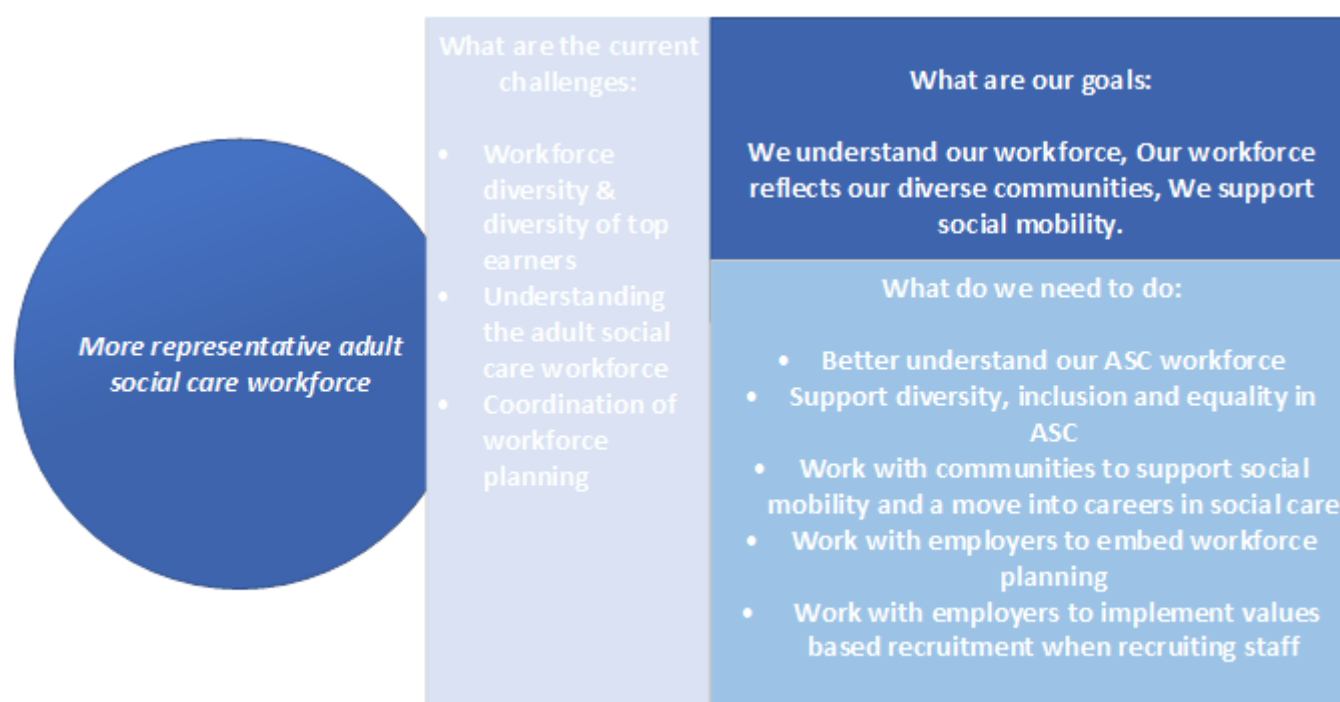 More representative adult
social care workforce
What are the current
challenges:
• Workforce
diversity &
diversity of top
earners
• Understanding
the adult social
care workforce
• Coordination of
workforce
planning
What are our goals:
We understand our workforce, Our workforce
reflects our diverse communities, We support
social mobility.
What do we need to do:
• Better understand our ASC workforce
• Support diversity, inclusion and equality in
ASC
• Work with communities to support social
mobility and a move into careers in social care
• Work with employers to embed workforce
planning
• Work with employers to implement values
based recruitment when recruiting staff